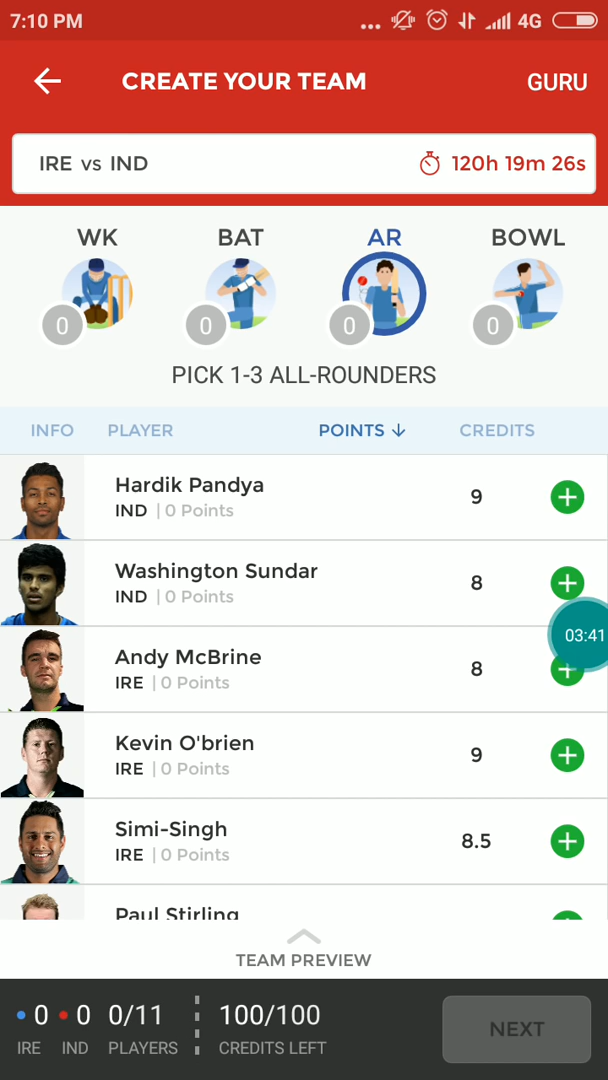 7:10 PM ... 4G
CREATE YOUR TEAM GURU
IRE vs IND 120h 19m 26s
WK BAT AR BOWL
0 0 0 0
PICK 1-3 ALL-ROUNDERS
INFO PLAYER POINTS ↓ CREDITS
Hardik Pandya
IND | 0 Points 9 +
Washington Sundar
IND | 0 Points 8 +
03:41
Andy McBrine
IRE | 0 Points 8 +
Kevin O'brien
IRE | 0 Points 9 +
Simi-Singh
IRE | 0 Points 8.5 +
Paul Stirling
TEAM PREVIEW
0 0 0/11 100/100
IRE IND PLAYERS CREDITS LEFT
NEXT